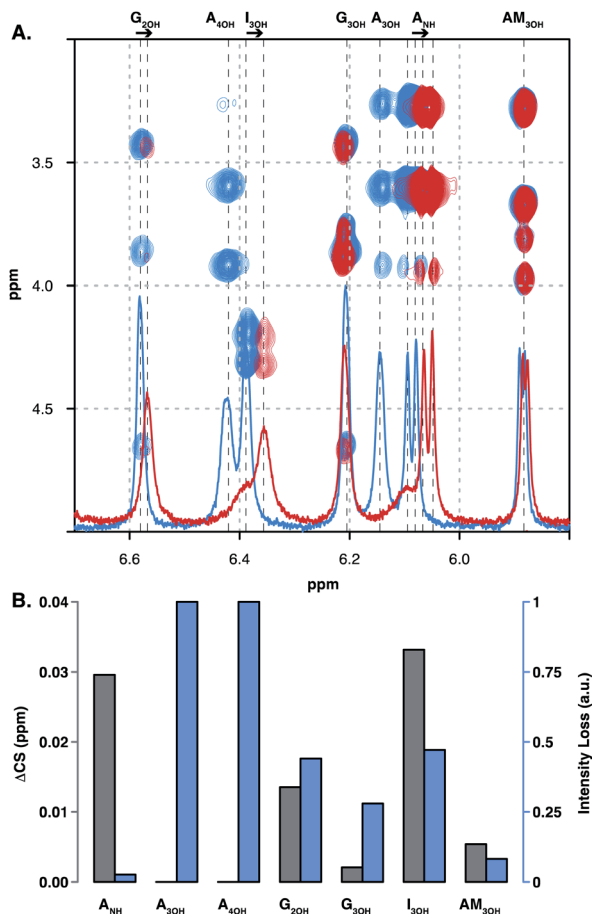 A.
G2OH A4OH I3OH G3OH A3OH ANH AM3OH
3.5
4.0
4.5
ppm
6.6 6.4 6.2 6.0
ppm
B.
0.04
0.03
0.02
0.01
0.00
ΔCS (ppm)
1
0.75
0.5
0.25
0
Intensity Loss (a.u.)
ANH A3OH A4OH G2OH G3OH I3OH AM3OH